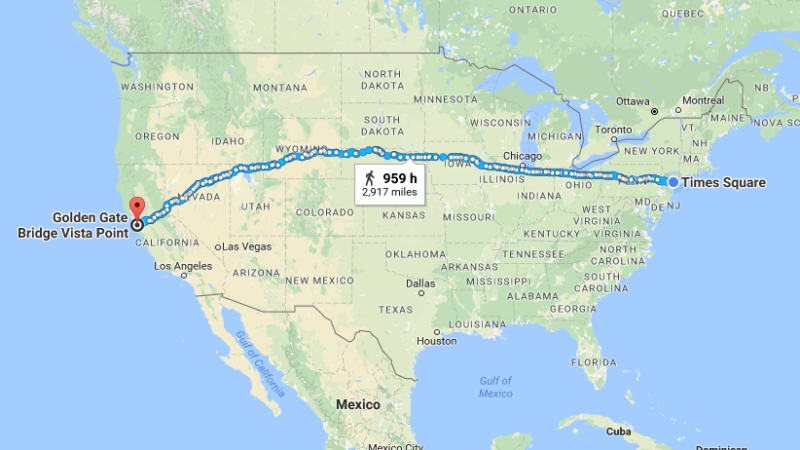 ONTARIO
QUEBEC
WASHINGTON
MONTANA
NORTH
DAKOTA
MINNESOTA
Ottawa
Montreal
NB
MAINE
NOVA SC
OREGON
IDAHO
SOUTH
DAKOTA
WISCONSIN
MICHIGAN
Toronto
VT
NH
NEW YORK
MA
WYOMING
IOWA
Chicago
ILLINOIS
INDIANA
OHIO
PENN
Times Square
MD
DE
NJ
959 h
2,917 miles
NEVADA
UTAH
COLORADO
KANSAS
MISSOURI
WEST
VIRGINIA
KENTUCKY
VIRGINIA
Golden Gate
Bridge Vista Point
CALIFORNIA
Las Vegas
Los Angeles
ARIZONA
NEW MEXICO
OKLAHOMA
ARKANSAS
TENNESSEE
NORTH
CAROLINA
SOUTH
CAROLINA
MISSISSIPPI
ALABAMA
GEORGIA
Dallas
TEXAS
LOUISIANA
Houston
FLORIDA
Gulf of California
Gulf of
Mexico
Mexico
Mexico City
Cuba
Dominican